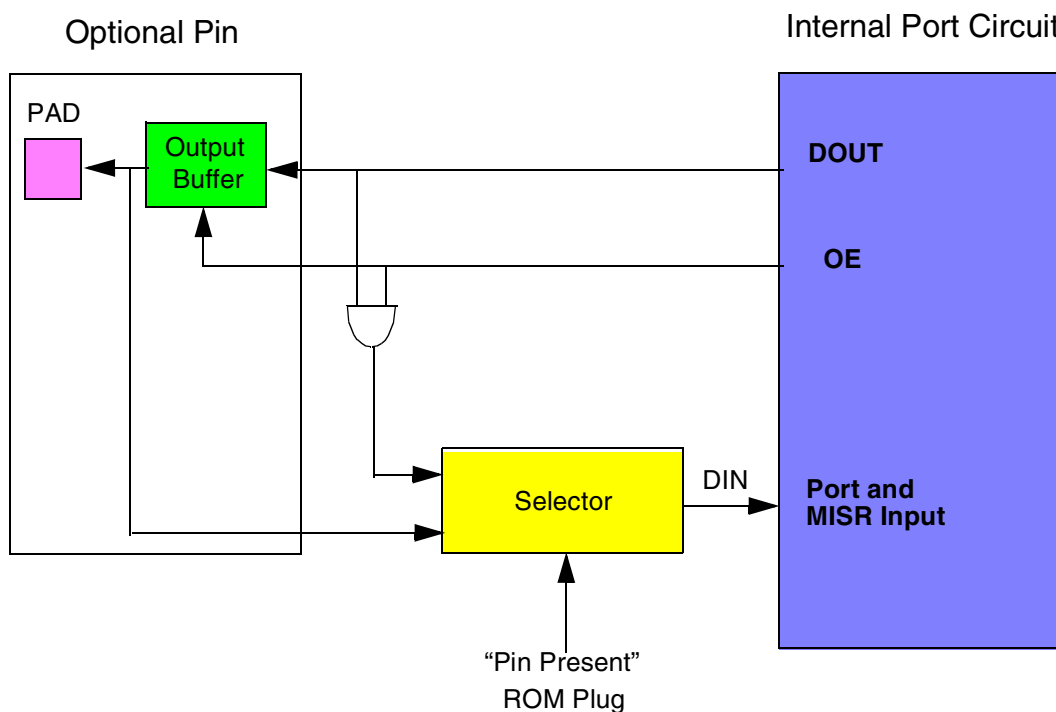 Optional Pin
Internal Port Circuit
PAD
Output
Buffer
DOUT
OE
DIN
Selector
Port and
MISR Input
“Pin Present”
ROM Plug